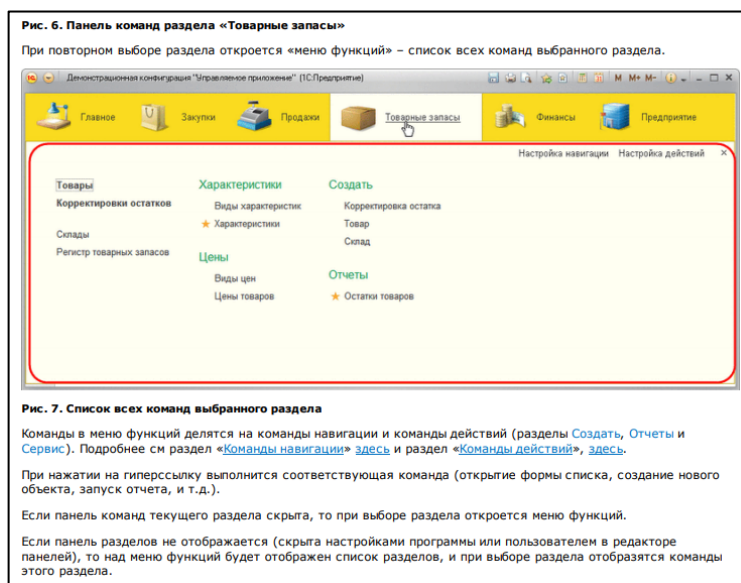 Рис. 6. Панель команд раздела «Товарные запасы»
При повторном выборе раздела откроется «меню функций» – список всех команд выбранного раздела.
Демонстрационная конфигурация "Управляемое приложение" (1С:Предприятие)
M M+ M-
Главное Закупки Продажи Товарные запасы Финансы Предприятие
Настройка навигации Настройка действий
Товары Характеристики Создать
Корректировки остатков Виды характеристик Корректировка остатка
Характеристики Товар
Склады Склад
Регистр товарных запасов Цены
Виды цен Отчеты
Цены товаров Остатки товаров
Рис. 7. Список всех команд выбранного раздела
Команды в меню функций делятся на команды навигации и команды действий (разделы Создать, Отчеты и
Сервис). Подробнее см раздел «Команды навигации» здесь и раздел «Команды действий», здесь.
При нажатии на гиперссылку выполнится соответствующая команда (открытие формы списка, создание нового
объекта, запуск отчета, и т.д.).
Если панель команд текущего раздела скрыта, то при выборе раздела откроется меню функций.
Если панель разделов не отображается (скрыта настройками программы или пользователем в редакторе
панелей), то над меню функций будет отображен список разделов, и при выборе раздела отобразятся команды
этого раздела.